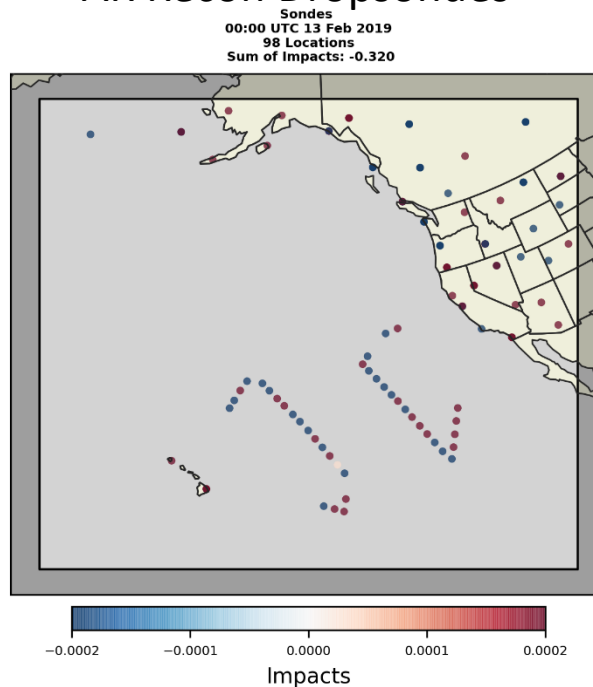 Sondes
00:00 UTC 13 Feb 2019
98 Locations
Sum of Impacts: -0.320
−0.0002 −0.0001 0.0000 0.0001 0.0002
Impacts